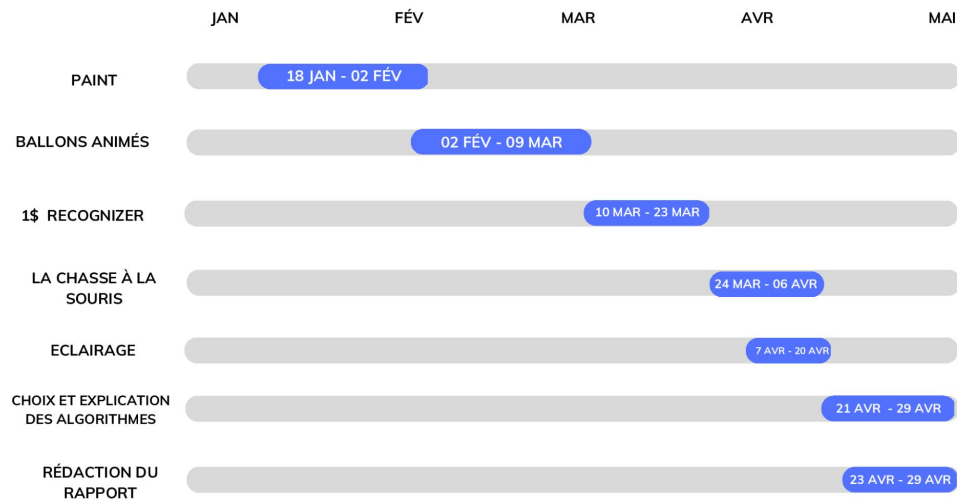 JAN FÉV MAR AVR MAI
PAINT 18 JAN - 02 FÉV
BALLONS ANIMÉS 02 FÉV - 09 MAR
1$ RECOGNIZER 10 MAR - 23 MAR
LA CHASSE À LA
SOURIS
24 MAR - 06 AVR
ECLAIRAGE 7 AVR - 20 AVR
CHOIX ET EXPLICATION
DES ALGORITHMES
21 AVR - 29 AVR
RÉDACTION DU
RAPPORT
23 AVR - 29 AVR